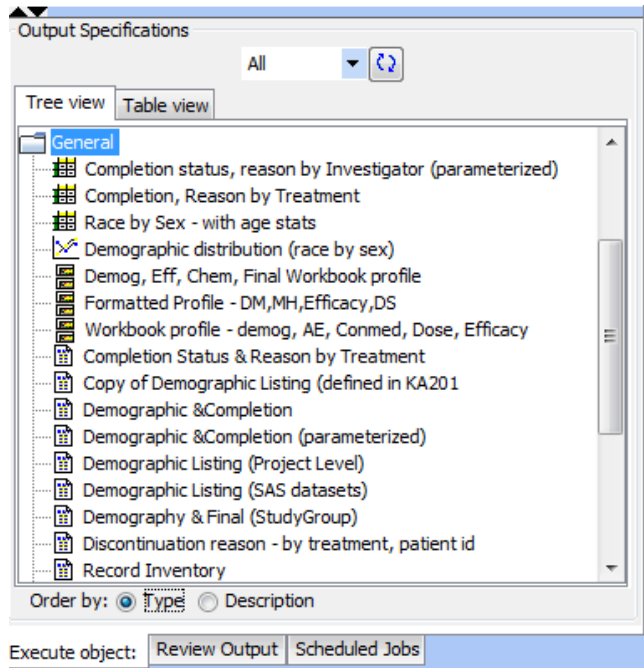 Output Specifications
All
Tree view Table view
General
Completion status, reason by Investigator (parameterized)
Completion, Reason by Treatment
Race by Sex - with age stats
Demographic distribution (race by sex)
Demog, Eff, Chem, Final Workbook profile
Formatted Profile - DM,MH,Efficacy,DS
Workbook profile - demog, AE, Conmed, Dose, Efficacy
Completion Status & Reason by Treatment
Copy of Demographic Listing (defined in KA201
Demographic &Completion
Demographic &Completion (parameterized)
Demographic Listing (Project Level)
Demographic Listing (SAS datasets)
Demography & Final (StudyGroup)
Discontinuation reason - by treatment, patient id
Record Inventory
Order by: Type Description
Execute object: Review Output Scheduled Jobs